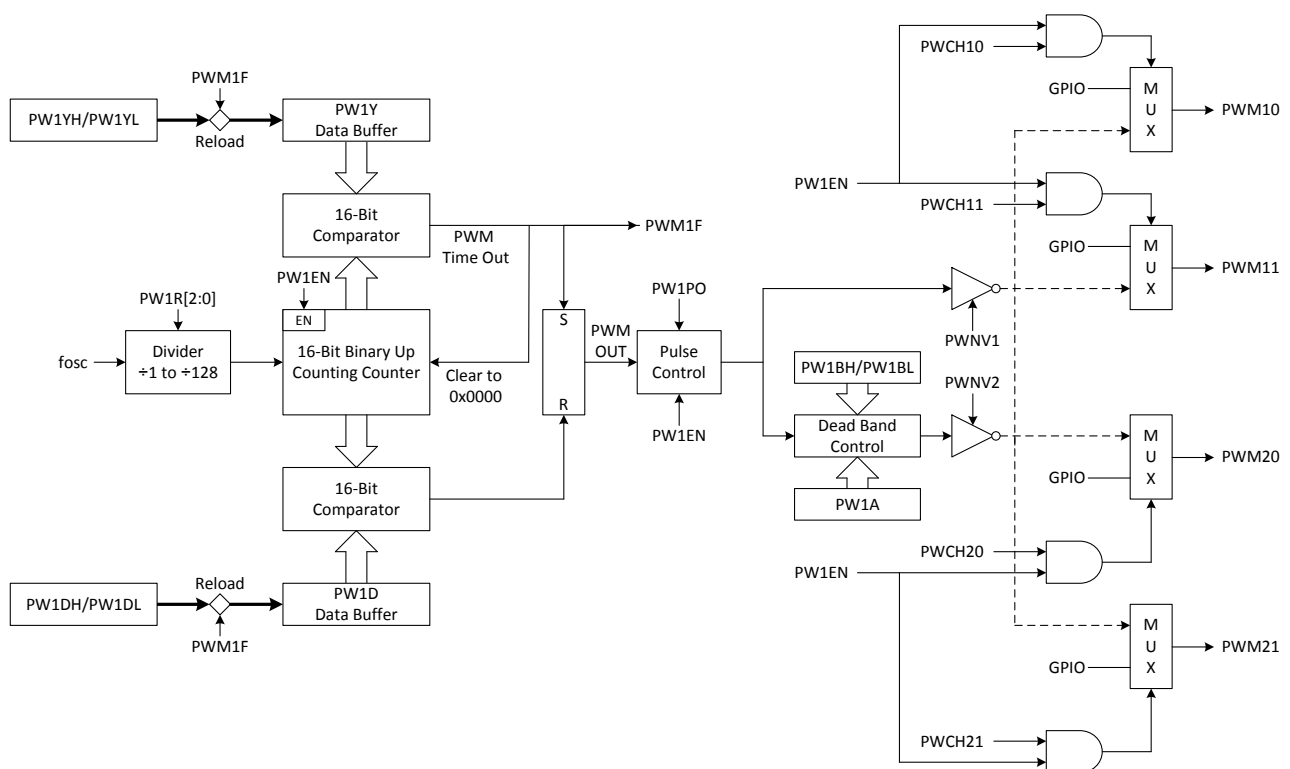 PWM1F
PW1YH/PW1YL
Reload
PW1Y
Data Buffer
16-Bit
Comparator
PWM
Time Out
PWM1F
PW1EN
EN
PW1R[2:0]
fosc
Divider
÷1 to ÷128
16-Bit Binary Up
Counting Counter
Clear to
0x0000
S
R
PWM
OUT
PW1PO
Pulse
Control
PW1EN
16-Bit
Comparator
Reload
PW1DH/PW1DL
PWM1F
PW1D
Data Buffer
PWCH10
GPIO
M
U
X
PWM10
PW1EN
PWCH11
GPIO
M
U
X
PWM11
PWNV1
PW1BH/PW1BL
PWNV2
Dead Band
Control
PW1A
M
U
X
GPIO
PWM20
PWCH20
PW1EN
M
U
X
GPIO
PWM21
PWCH21